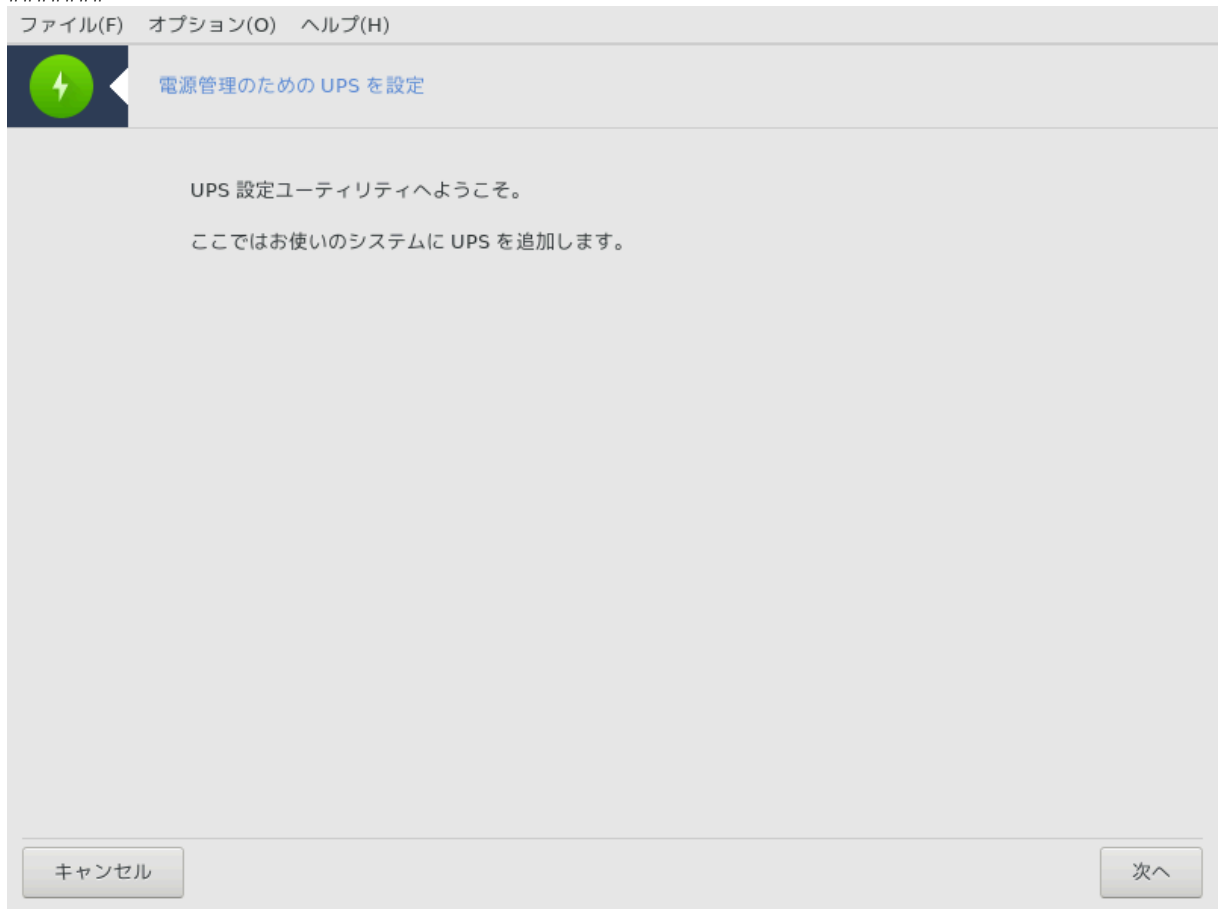 ファイル(F) オプション(O) ヘルプ(H)
電源管理のための UPS を設定
UPS 設定ユーティリティへようこそ。
ここではお使いのシステムに UPS を追加します。
キャンセル
次へ